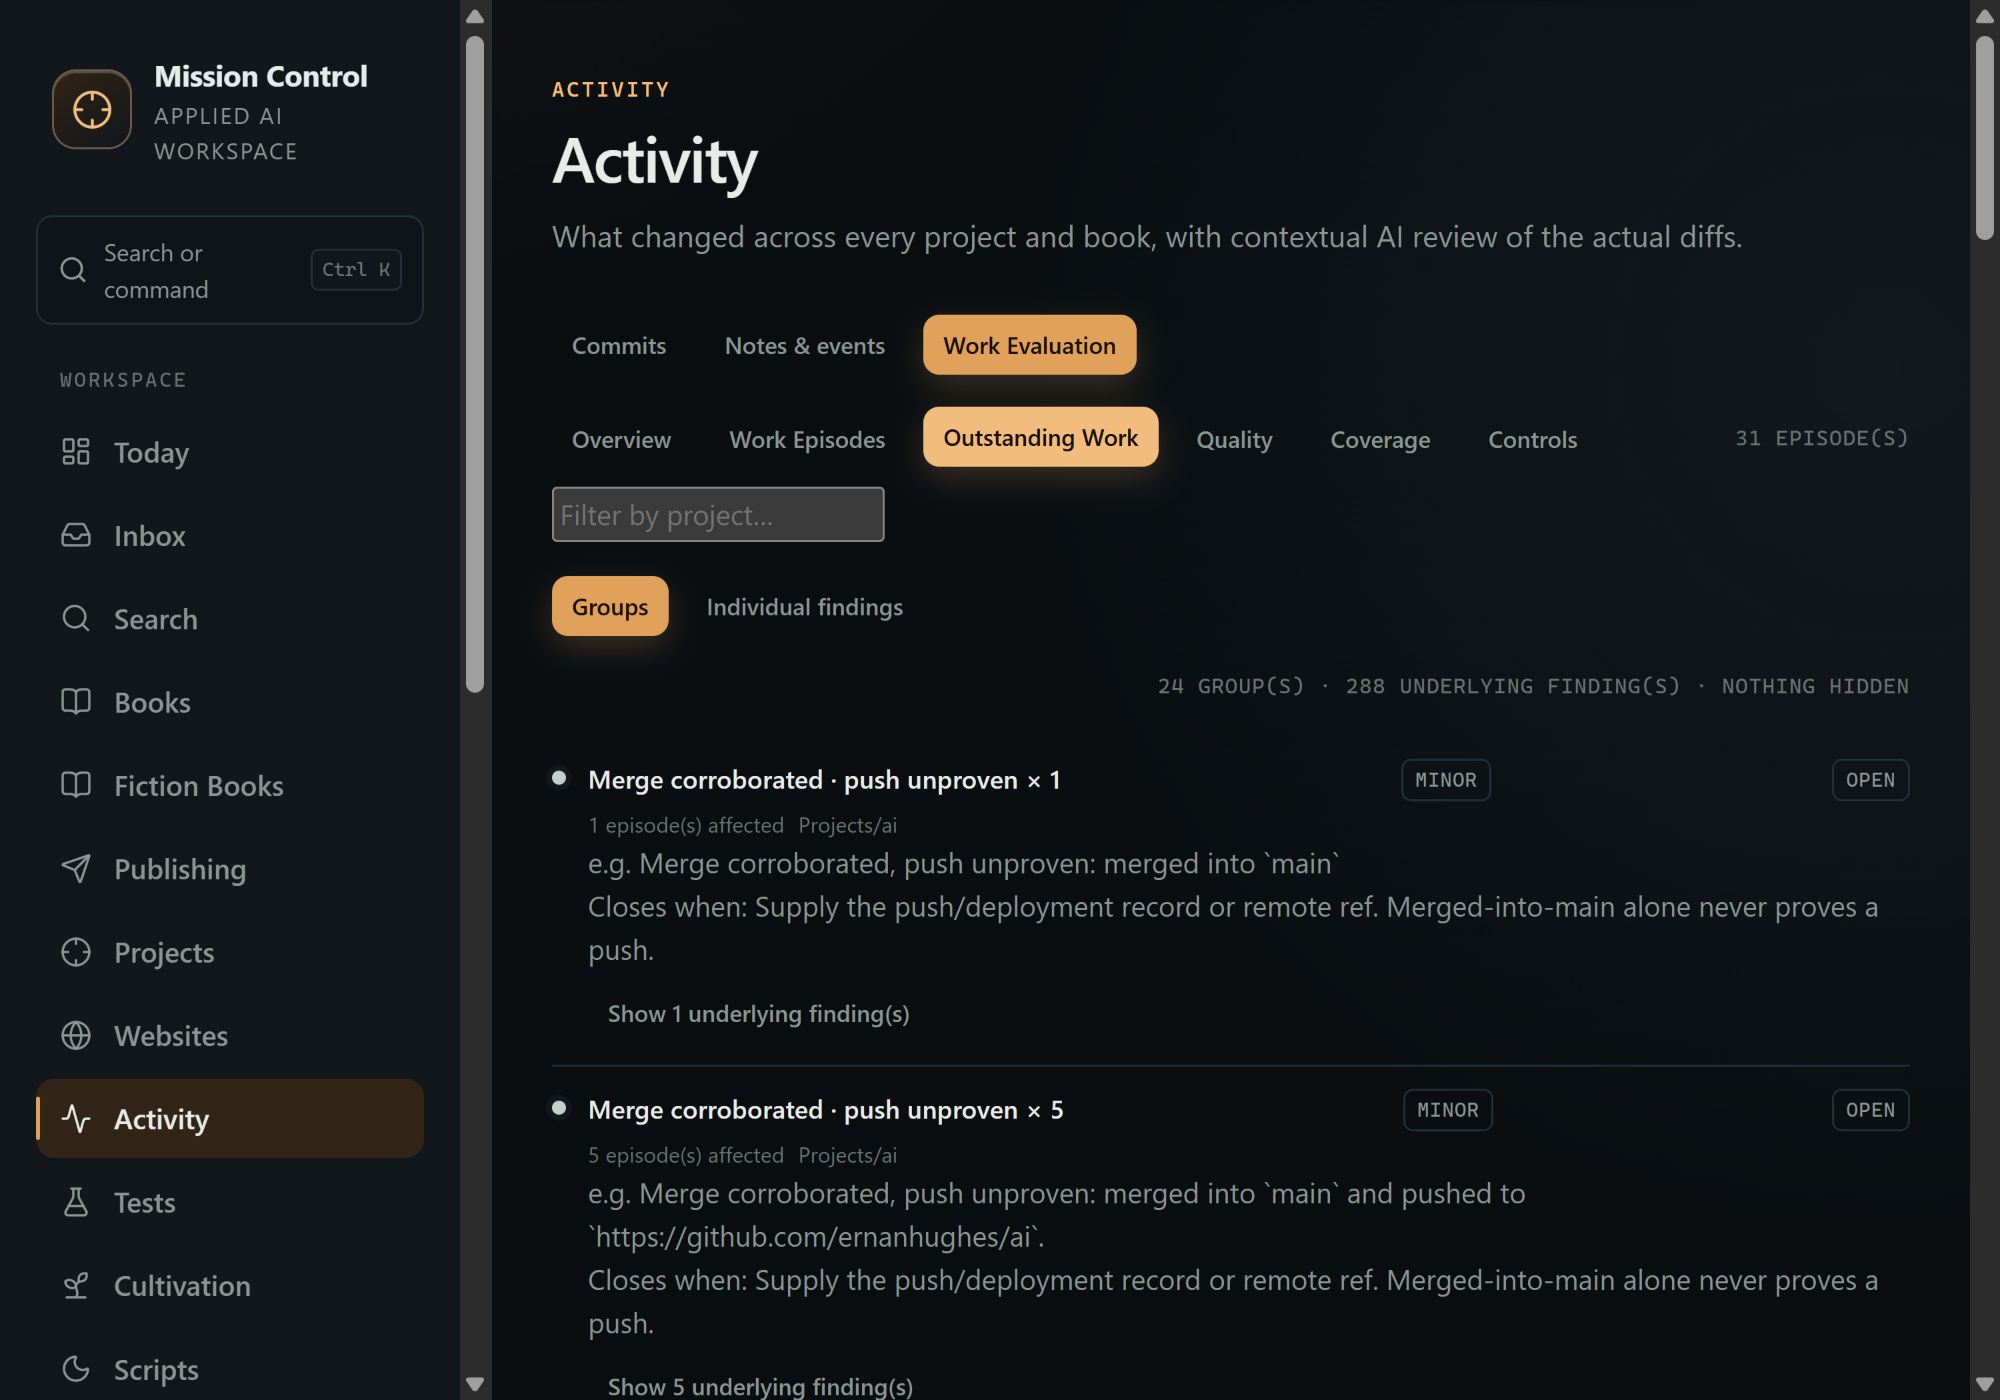 Mission Control
APPLIED AI
WORKSPACE
Search or
command
Ctrl K
WORKSPACE
Today
Inbox
Search
Books
Fiction Books
Publishing
Projects
Websites
Activity
Tests
Cultivation
Scripts
ACTIVITY
Activity
What changed across every project and book, with contextual AI review of the actual diffs.
Commits
Notes & events
Work Evaluation
Overview
Work Episodes
Outstanding Work
Quality
Coverage
Controls
31 EPISODE(S)
Filter by project...
Groups
Individual findings
24 GROUP(S) · 288 UNDERLYING FINDING(S) · NOTHING HIDDEN
Merge corroborated · push unproven × 1
MINOR
OPEN
1 episode(s) affected Projects/ai
e.g. Merge corroborated, push unproven: merged into `main`
Closes when: Supply the push/deployment record or remote ref. Merged-into-main alone never proves a
push.
Show 1 underlying finding(s)
Merge corroborated · push unproven × 5
MINOR
OPEN
5 episode(s) affected Projects/ai
e.g. Merge corroborated, push unproven: merged into `main` and pushed to
`https://github.com/ernanhughes/ai`.
Closes when: Supply the push/deployment record or remote ref. Merged-into-main alone never proves a
push.
Show 5 underlying finding(s)